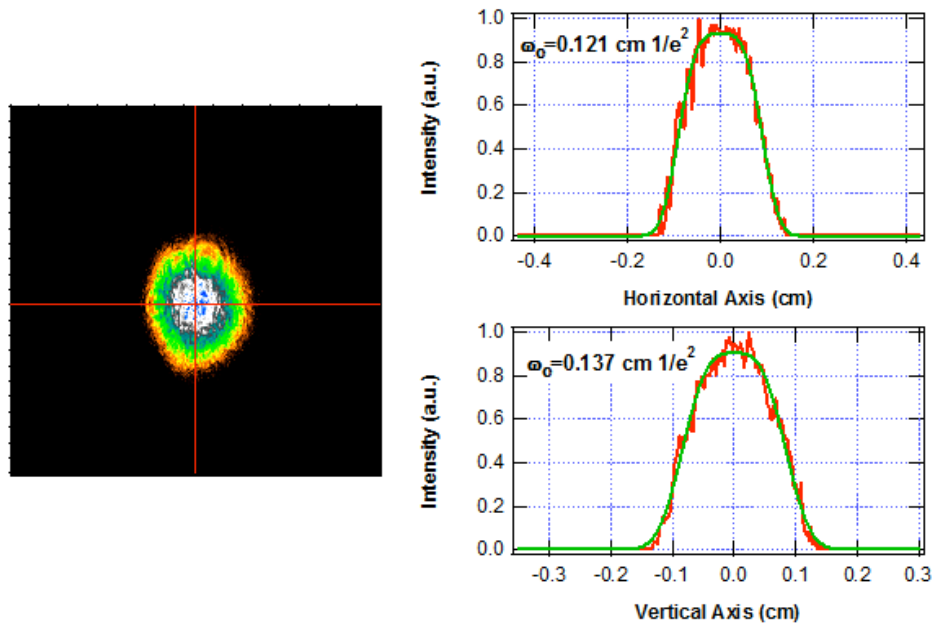 ωo=0.121 cm 1/e²
Intensity (a.u.)
1.0
0.8
0.6
0.4
0.2
0.0
-0.4 -0.2 0.0 0.2 0.4
Horizontal Axis (cm)
ωo=0.137 cm 1/e²
Intensity (a.u.)
1.0
0.8
0.6
0.4
0.2
0.0
-0.3 -0.2 -0.1 0.0 0.1 0.2 0.3
Vertical Axis (cm)